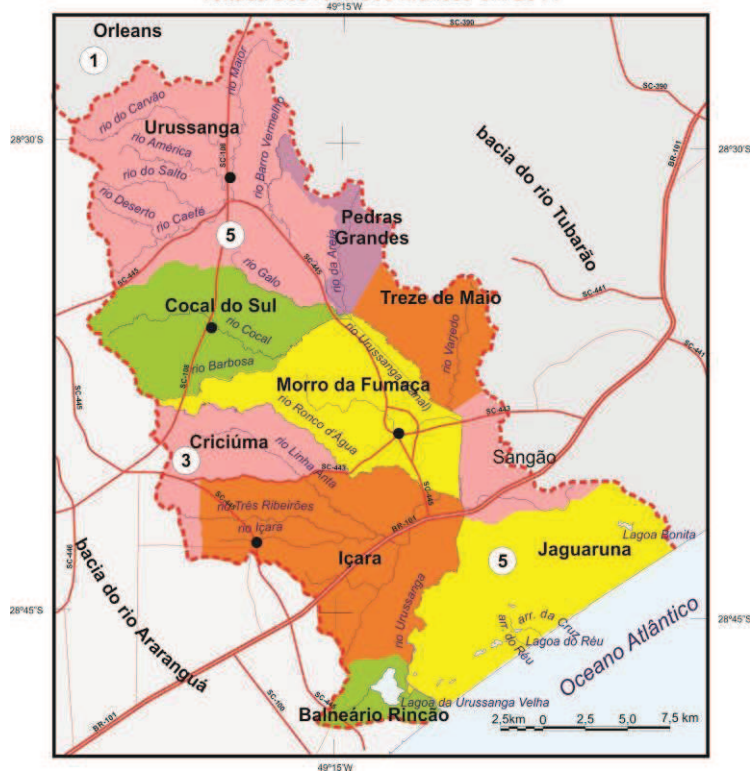 49°15'W
Orleans
1
SC-390
SC-390
28°30'S
28°30'S
rio Maior
rio do Carvão
Urussanga
rio América
SC-108
rio Barro Vermelho
rio do Salto
rio Deserto
rio Caeté
BR-101
bacia do rio Tubarão
Pedras
Grandes
5
rio da Areia
SC-445
SC-445
rio Galo
Treze de Maio
SC-441
Cocal do Sul
rio Cocal
rio Vargedo
SC-441
rio Urussanga
rio Barbosa
SC-108
Morro da Fumaça
SC-445
rio Ronco d'Água
SC-443
Criciúma
rio Linha Anta
Sangão
3
SC-443
SC-445
rio Três Ribeirões
BR-101
rio Içara
Lagoa Bonita
Içara
5
Jaguaruna
SC-446
bacia do rio Araranguá
28°45'S
28°45'S
rio Urussanga
arr. da Cruz
arr. do Réu
Lagoa do Réu
Oceano Atlântico
Lagoa da Urussanga Velha
Balneário Rincão
BR-101
2,5km 0 2,5 5,0 7,5 km
49°15'W